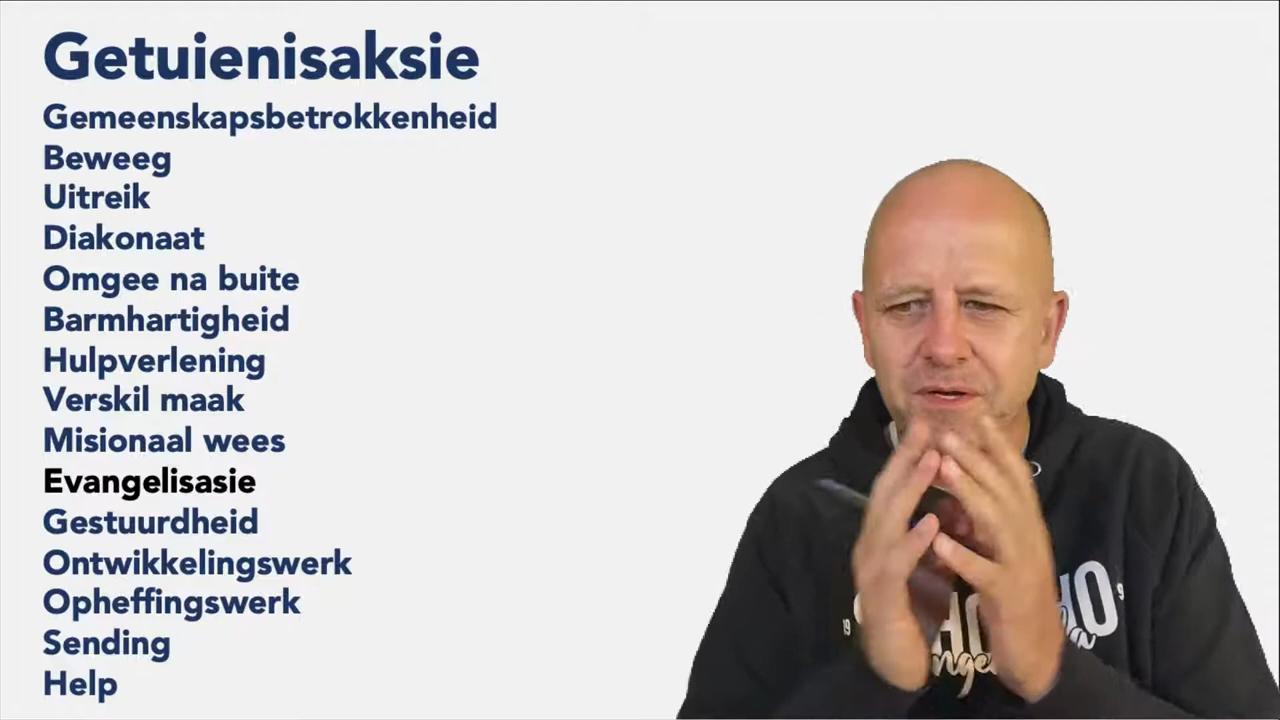 Getuienisaksie
Gemeenskapsbetrokkenheid
Beweeg
Uitreik
Diakonaat
Omgee na buite
Barmhartigheid
Hulpverlening
Verskil maak
Misionaal wees
Evangelisasie
Gestuurdheid
Ontwikkelingswerk
Opheffingswerk
Sending
Help
19